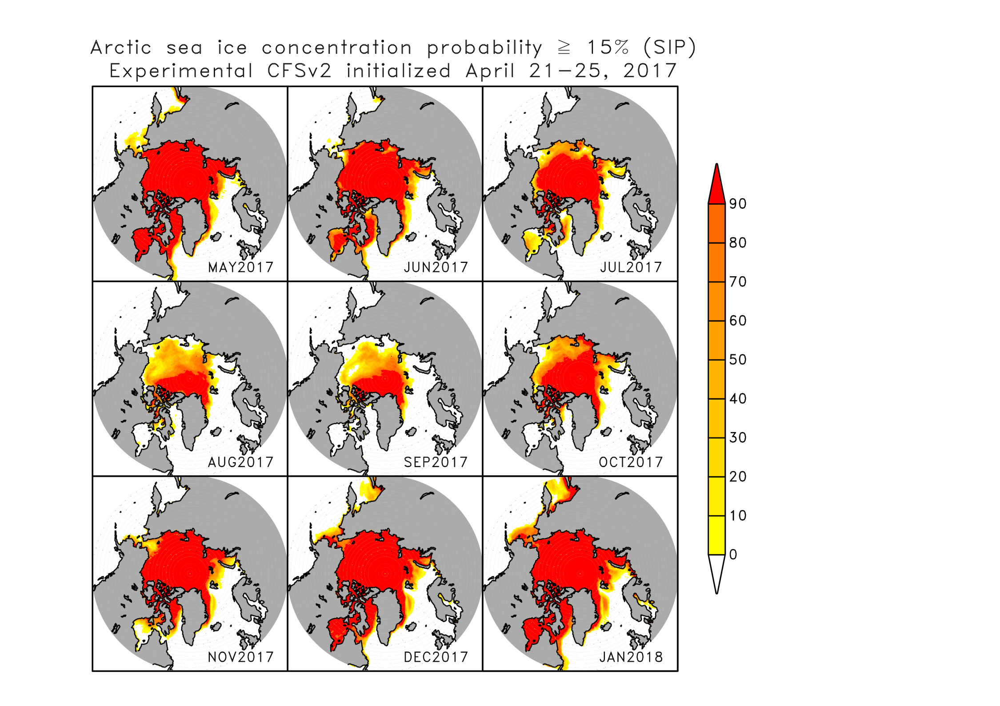 Arctic sea ice concentration probability ≧ 15% (SIP)
Experimental CFSv2 initialized April 21-25, 2017
MAY2017
JUN2017
JUL2017
AUG2017
SEP2017
OCT2017
NOV2017
DEC2017
JAN2018
90
80
70
60
50
40
30
20
10
0